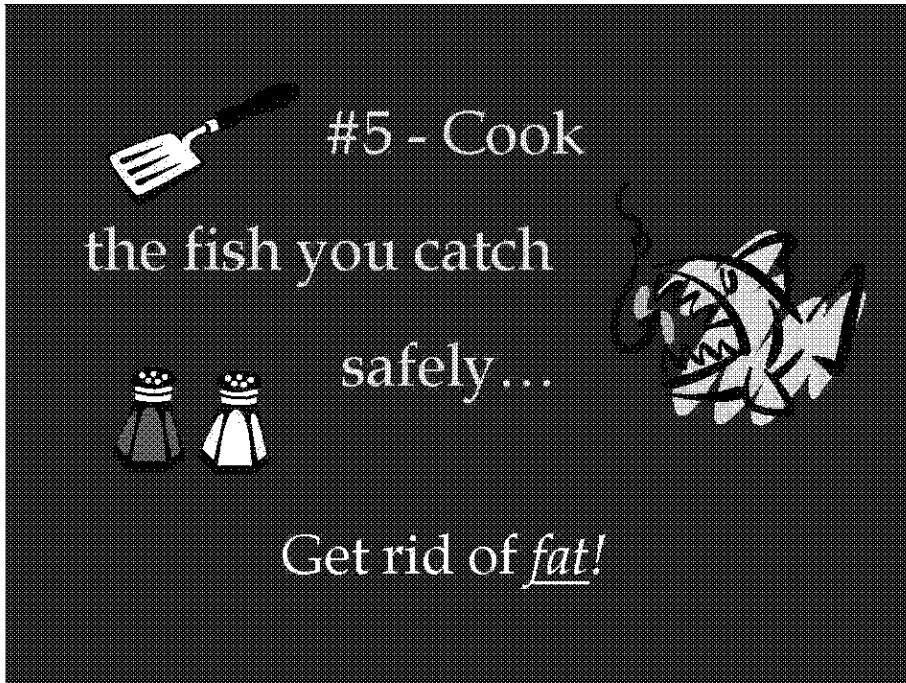 #5 - Cook
the fish you catch
safely…
Get rid of fat!